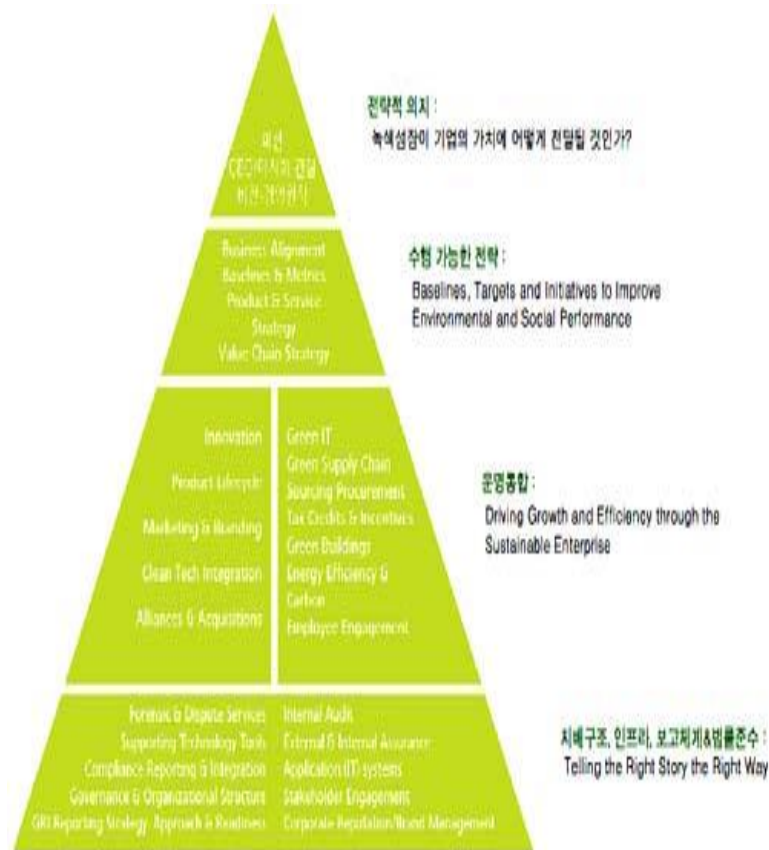 미션
CEO/이사회 전달
비전·경영원칙
전략적 의지 :
녹색성장이 기업의 가치에 어떻게 전달될 것인가?
Business Alignment
Baselines & Metrics
Product & Service
Strategy
Value Chain Strategy
수행 가능한 전략 :
Baselines, Targets and Initiatives to Improve
Environmental and Social Performance
Innovation
Product Lifecycle
Marketing & Branding
Clean Tech Integration
Alliances & Acquisitions
Green IT
Green Supply Chain
Sourcing Procurement
Tax Credits & Incentives
Green Buildings
Energy Efficiency &
Carbon
Employee Engagement
운영통합 :
Driving Growth and Efficiency through the
Sustainable Enterprise
Forensic & Dispute Services
Supporting Technology Tools
Compliance Reporting & Integration
Governance & Organizational Structure
GRI Reporting Strategy, Approach & Readiness
Internal Audit
External & Internal Assurance
Application (IT) systems
Stakeholder Engagement
Corporate Reputation/Brand Management
지배구조, 인프라, 보고체계&법률준수 :
Telling the Right Story the Right Way